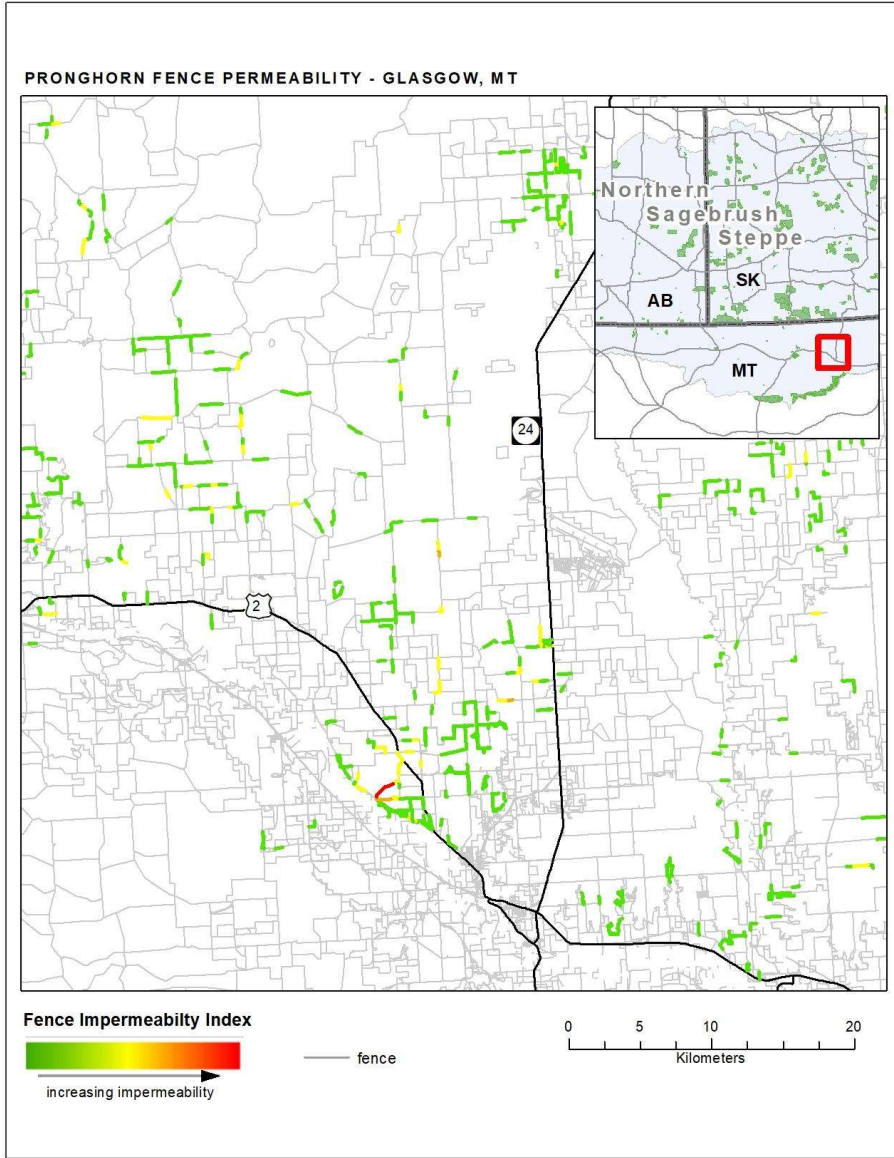 PRONGHORN FENCE PERMEABILITY - GLASGOW, MT
Northern
Sagebrush
Steppe
AB
SK
MT
24
2
Fence Impermeabilty Index
increasing impermeability
fence
0 5 10 20
Kilometers